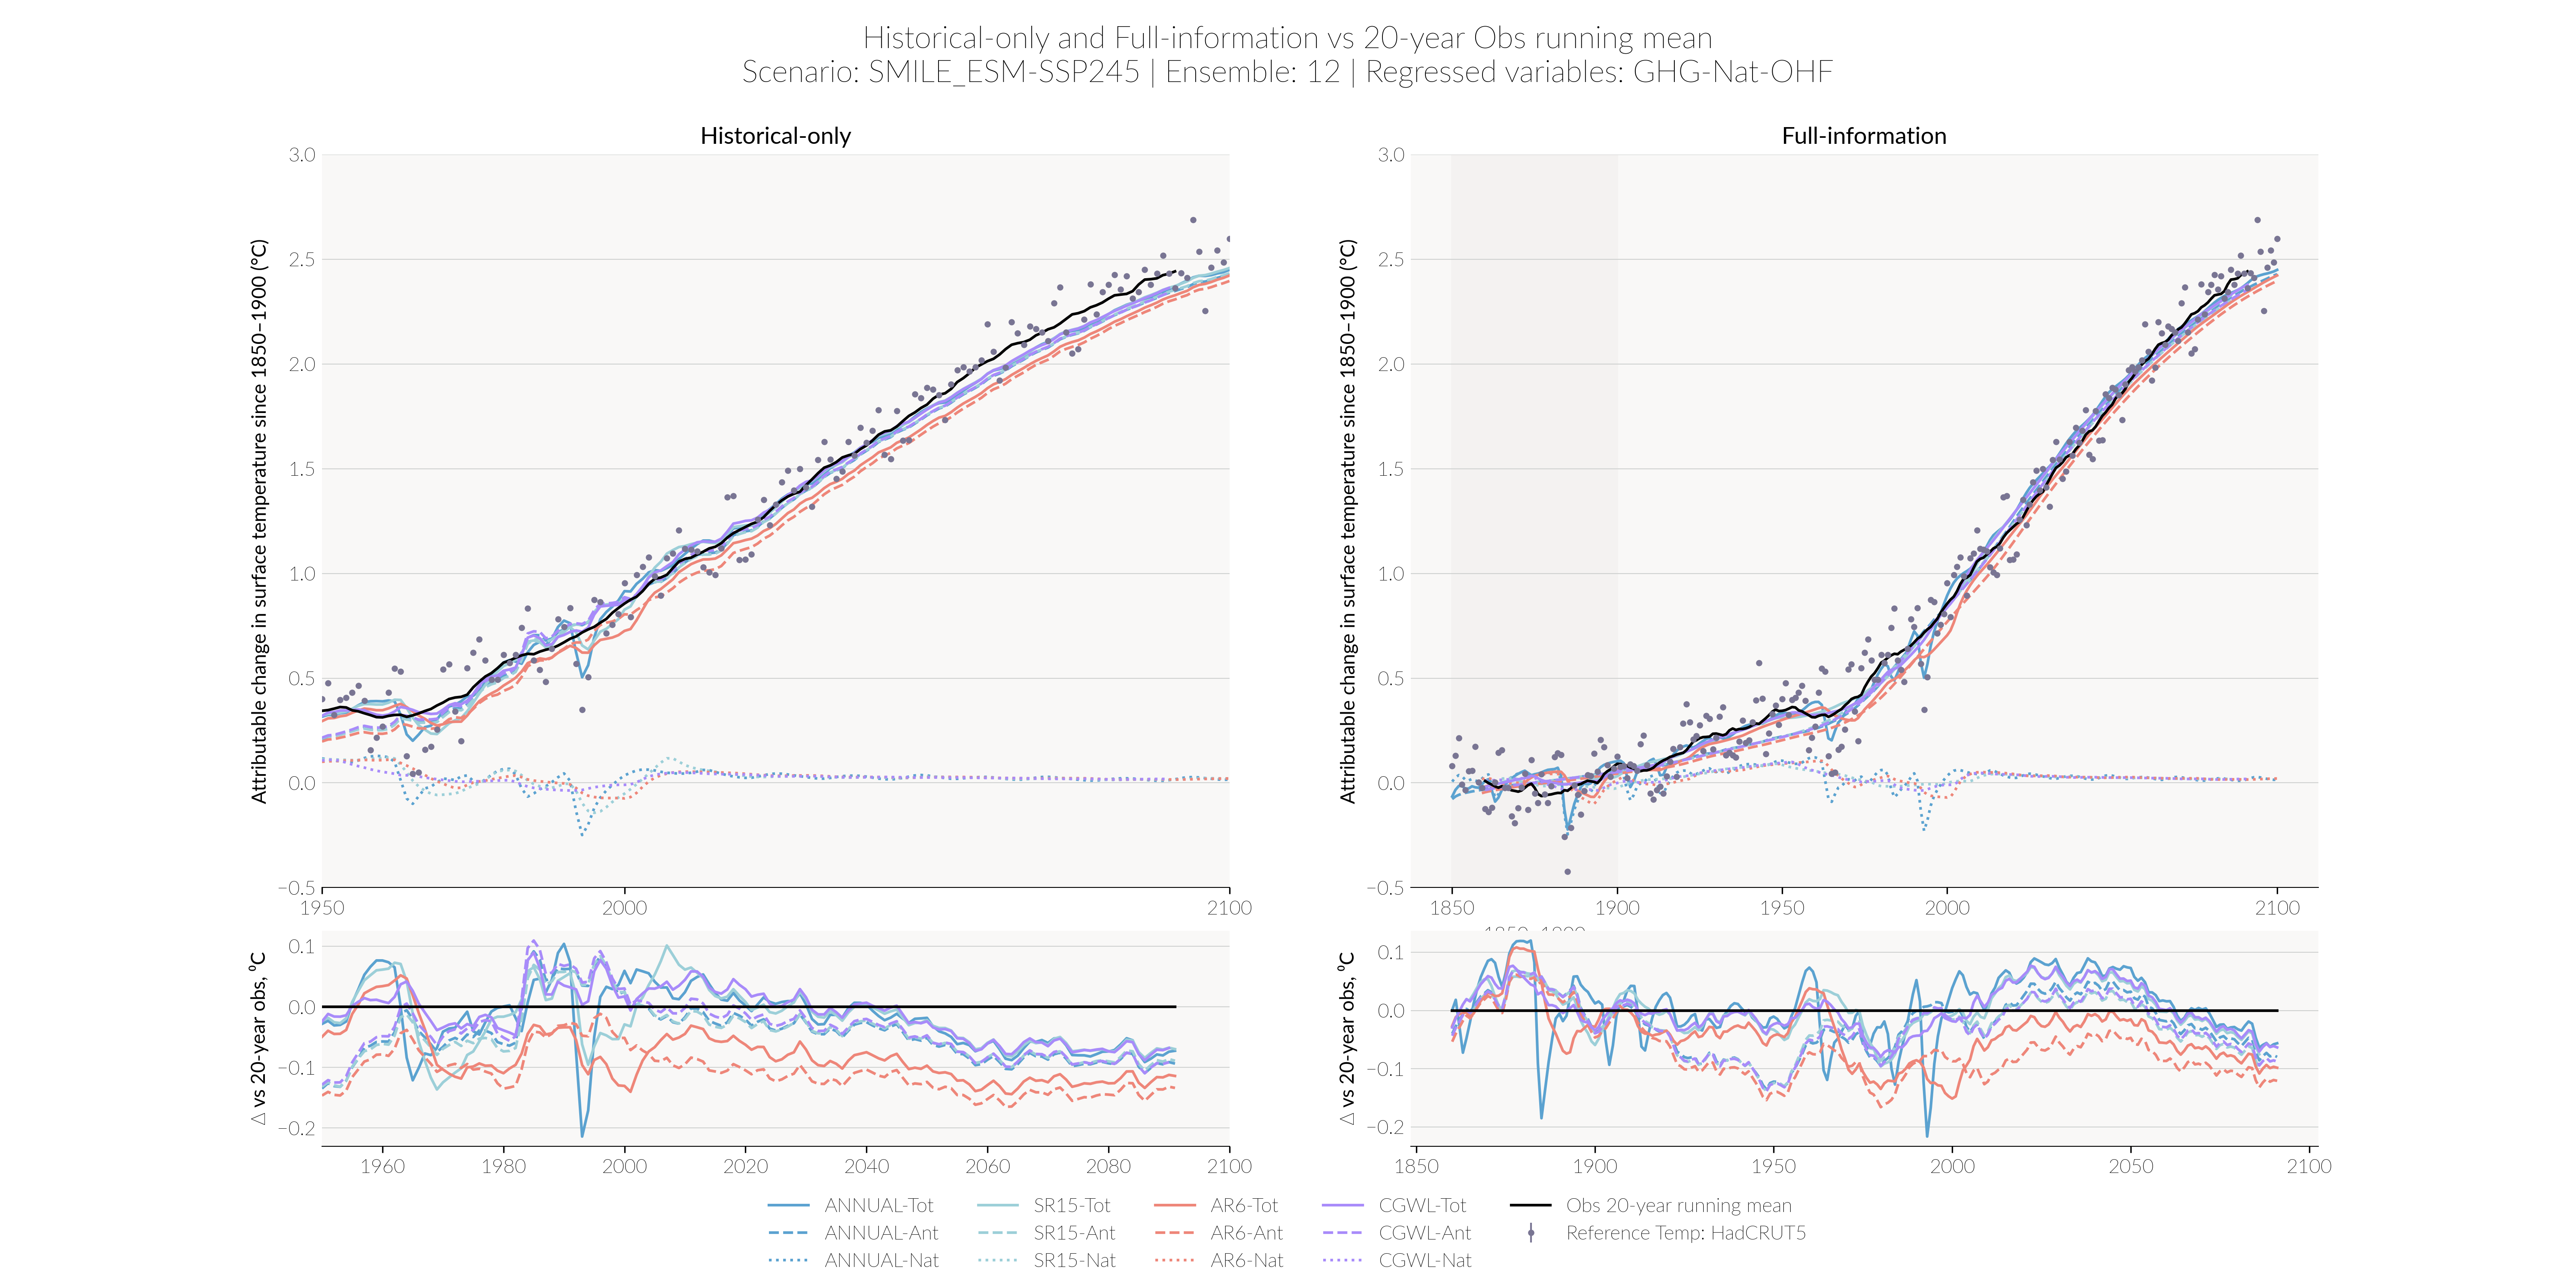 Historical-only and Full-information vs 20-year Obs running mean
Scenario: SMILE_ESM-SSP245 | Ensemble: 12 | Regressed variables: GHG-Nat-OHF
Historical-only
Attributable change in surface temperature since 1850–1900 (°C)
3.0
2.5
2.0
1.5
1.0
0.5
0.0
−0.5
1950 2000 2100
Full-information
Attributable change in surface temperature since 1850–1900 (°C)
3.0
2.5
2.0
1.5
1.0
0.5
0.0
−0.5
1850 1900 1950 2000 2100
Δ vs 20-year obs, ⁰C
0.1
0.0
−0.1
−0.2
1960 1980 2000 2020 2040 2060 2080 2100
Δ vs 20-year obs, ⁰C
0.1
0.0
−0.1
−0.2
1850 1900 1950 2000 2050 2100
ANNUAL-Tot SR15-Tot AR6-Tot CGWL-Tot Obs 20-year running mean
ANNUAL-Ant SR15-Ant AR6-Ant CGWL-Ant Reference Temp: HadCRUT5
ANNUAL-Nat SR15-Nat AR6-Nat CGWL-Nat